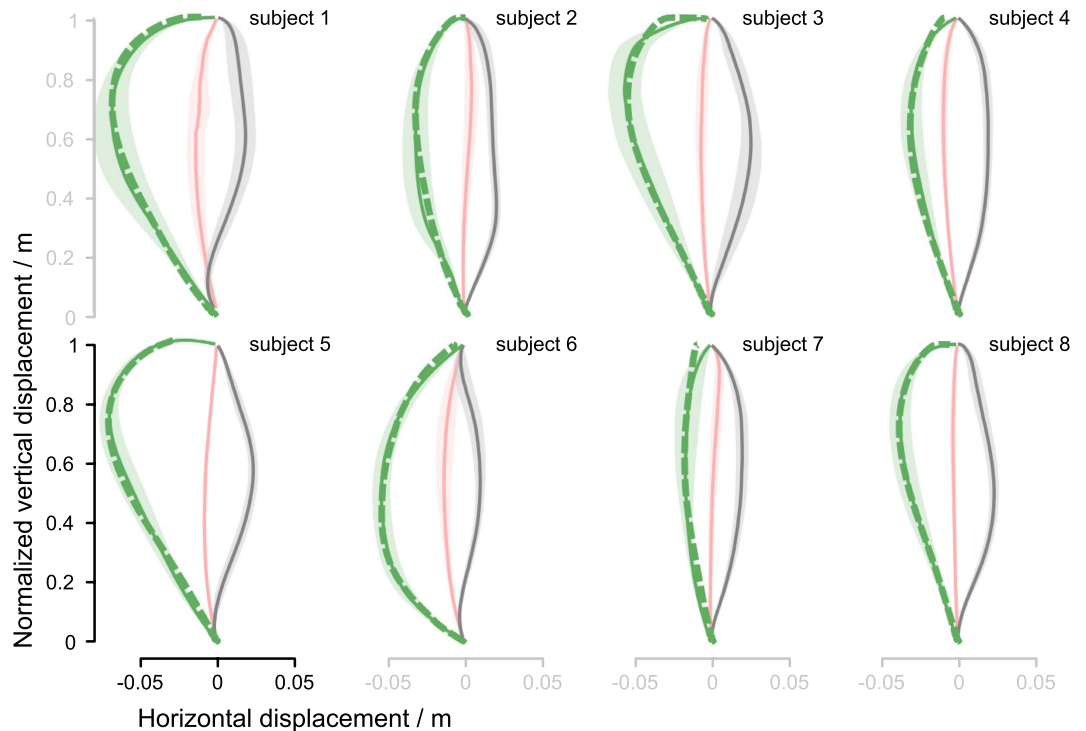 subject 1 subject 2 subject 3 subject 4
1
0.8
0.6
0.4
0.2
0
Normalized vertical displacement / m
subject 5 subject 6 subject 7 subject 8
1
0.8
0.6
0.4
0.2
0
-0.05 0 0.05 -0.05 0 0.05 -0.05 0 0.05 -0.05 0 0.05
Horizontal displacement / m